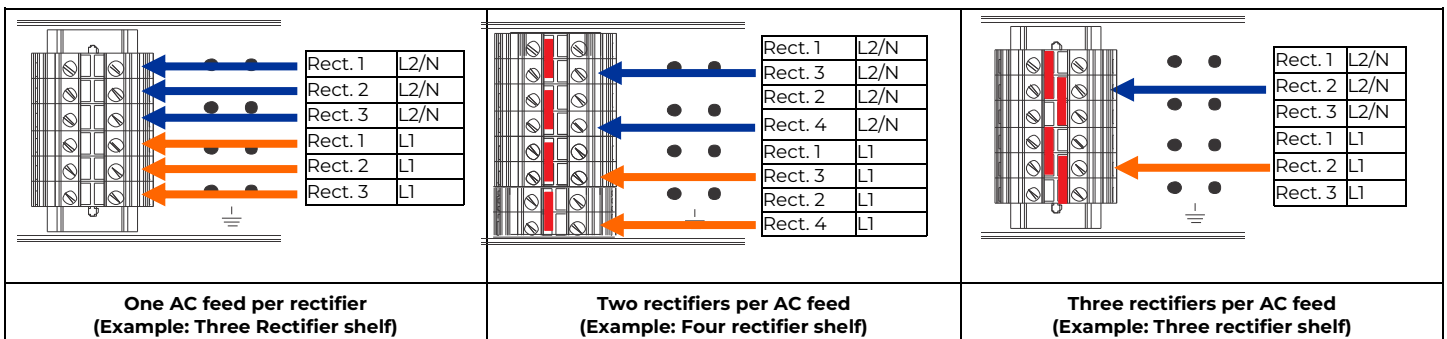 Rect. 1 L2/N
Rect. 2 L2/N
Rect. 3 L2/N
Rect. 1 L1
Rect. 2 L1
Rect. 3 L1
One AC feed per rectifier
(Example: Three Rectifier shelf)
Rect. 1 L2/N
Rect. 3 L2/N
Rect. 2 L2/N
Rect. 4 L2/N
Rect. 1 L1
Rect. 3 L1
Rect. 2 L1
Rect. 4 L1
Two rectifiers per AC feed
(Example: Four rectifier shelf)
Rect. 1 L2/N
Rect. 2 L2/N
Rect. 3 L2/N
Rect. 1 L1
Rect. 2 L1
Rect. 3 L1
Three rectifiers per AC feed
(Example: Three rectifier shelf)